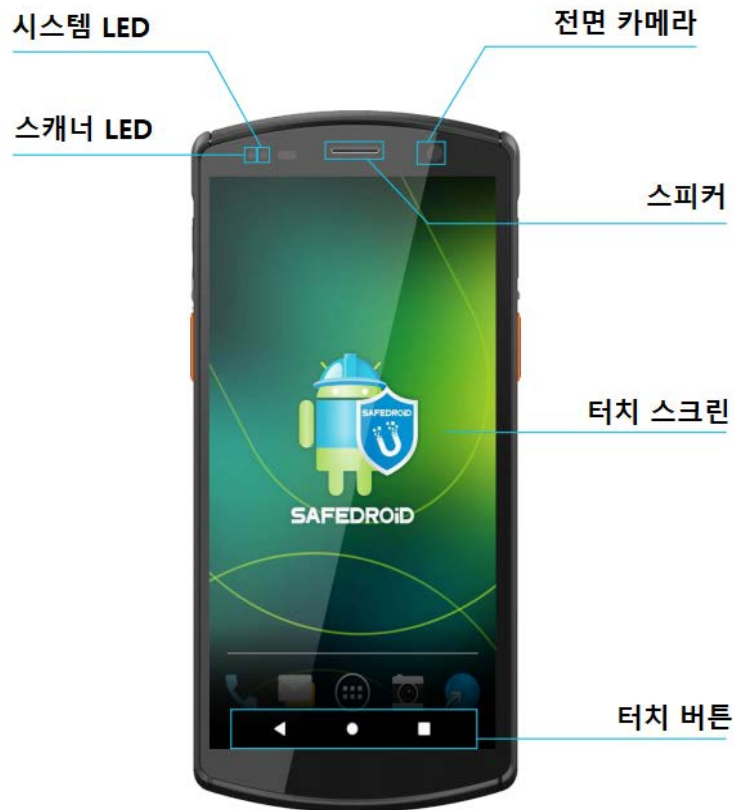 시스템 LED
전면 카메라
스캐너 LED
스피커
터치 스크린
SAFEDROiD
SAFEDROiD
터치 버튼